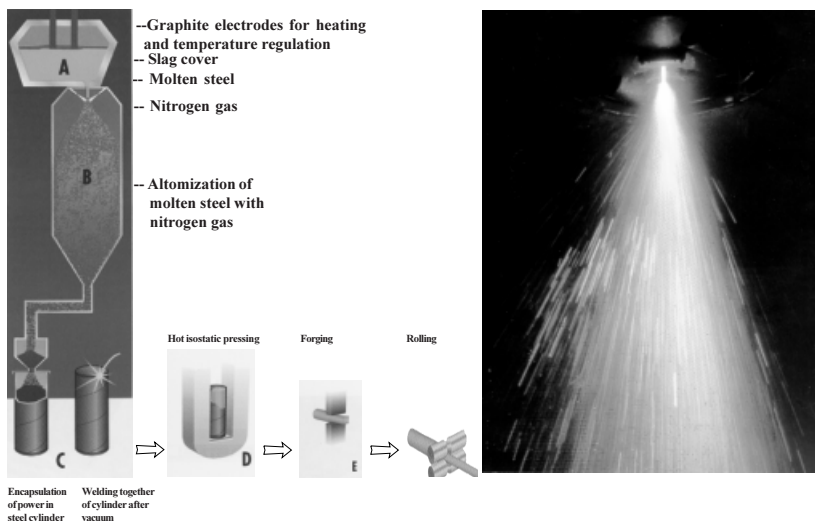 --Graphite electrodes for heating
and temperature regulation
-- Slag cover
-- Molten steel
-- Nitrogen gas
-- Altomization of
molten steel with
nitrogen gas
A
B
C
Hot isostatic pressing
Forging
Rolling
D
E
Encapsulation
of power in
steel cylinder
Welding together
of cylinder after
vacuum